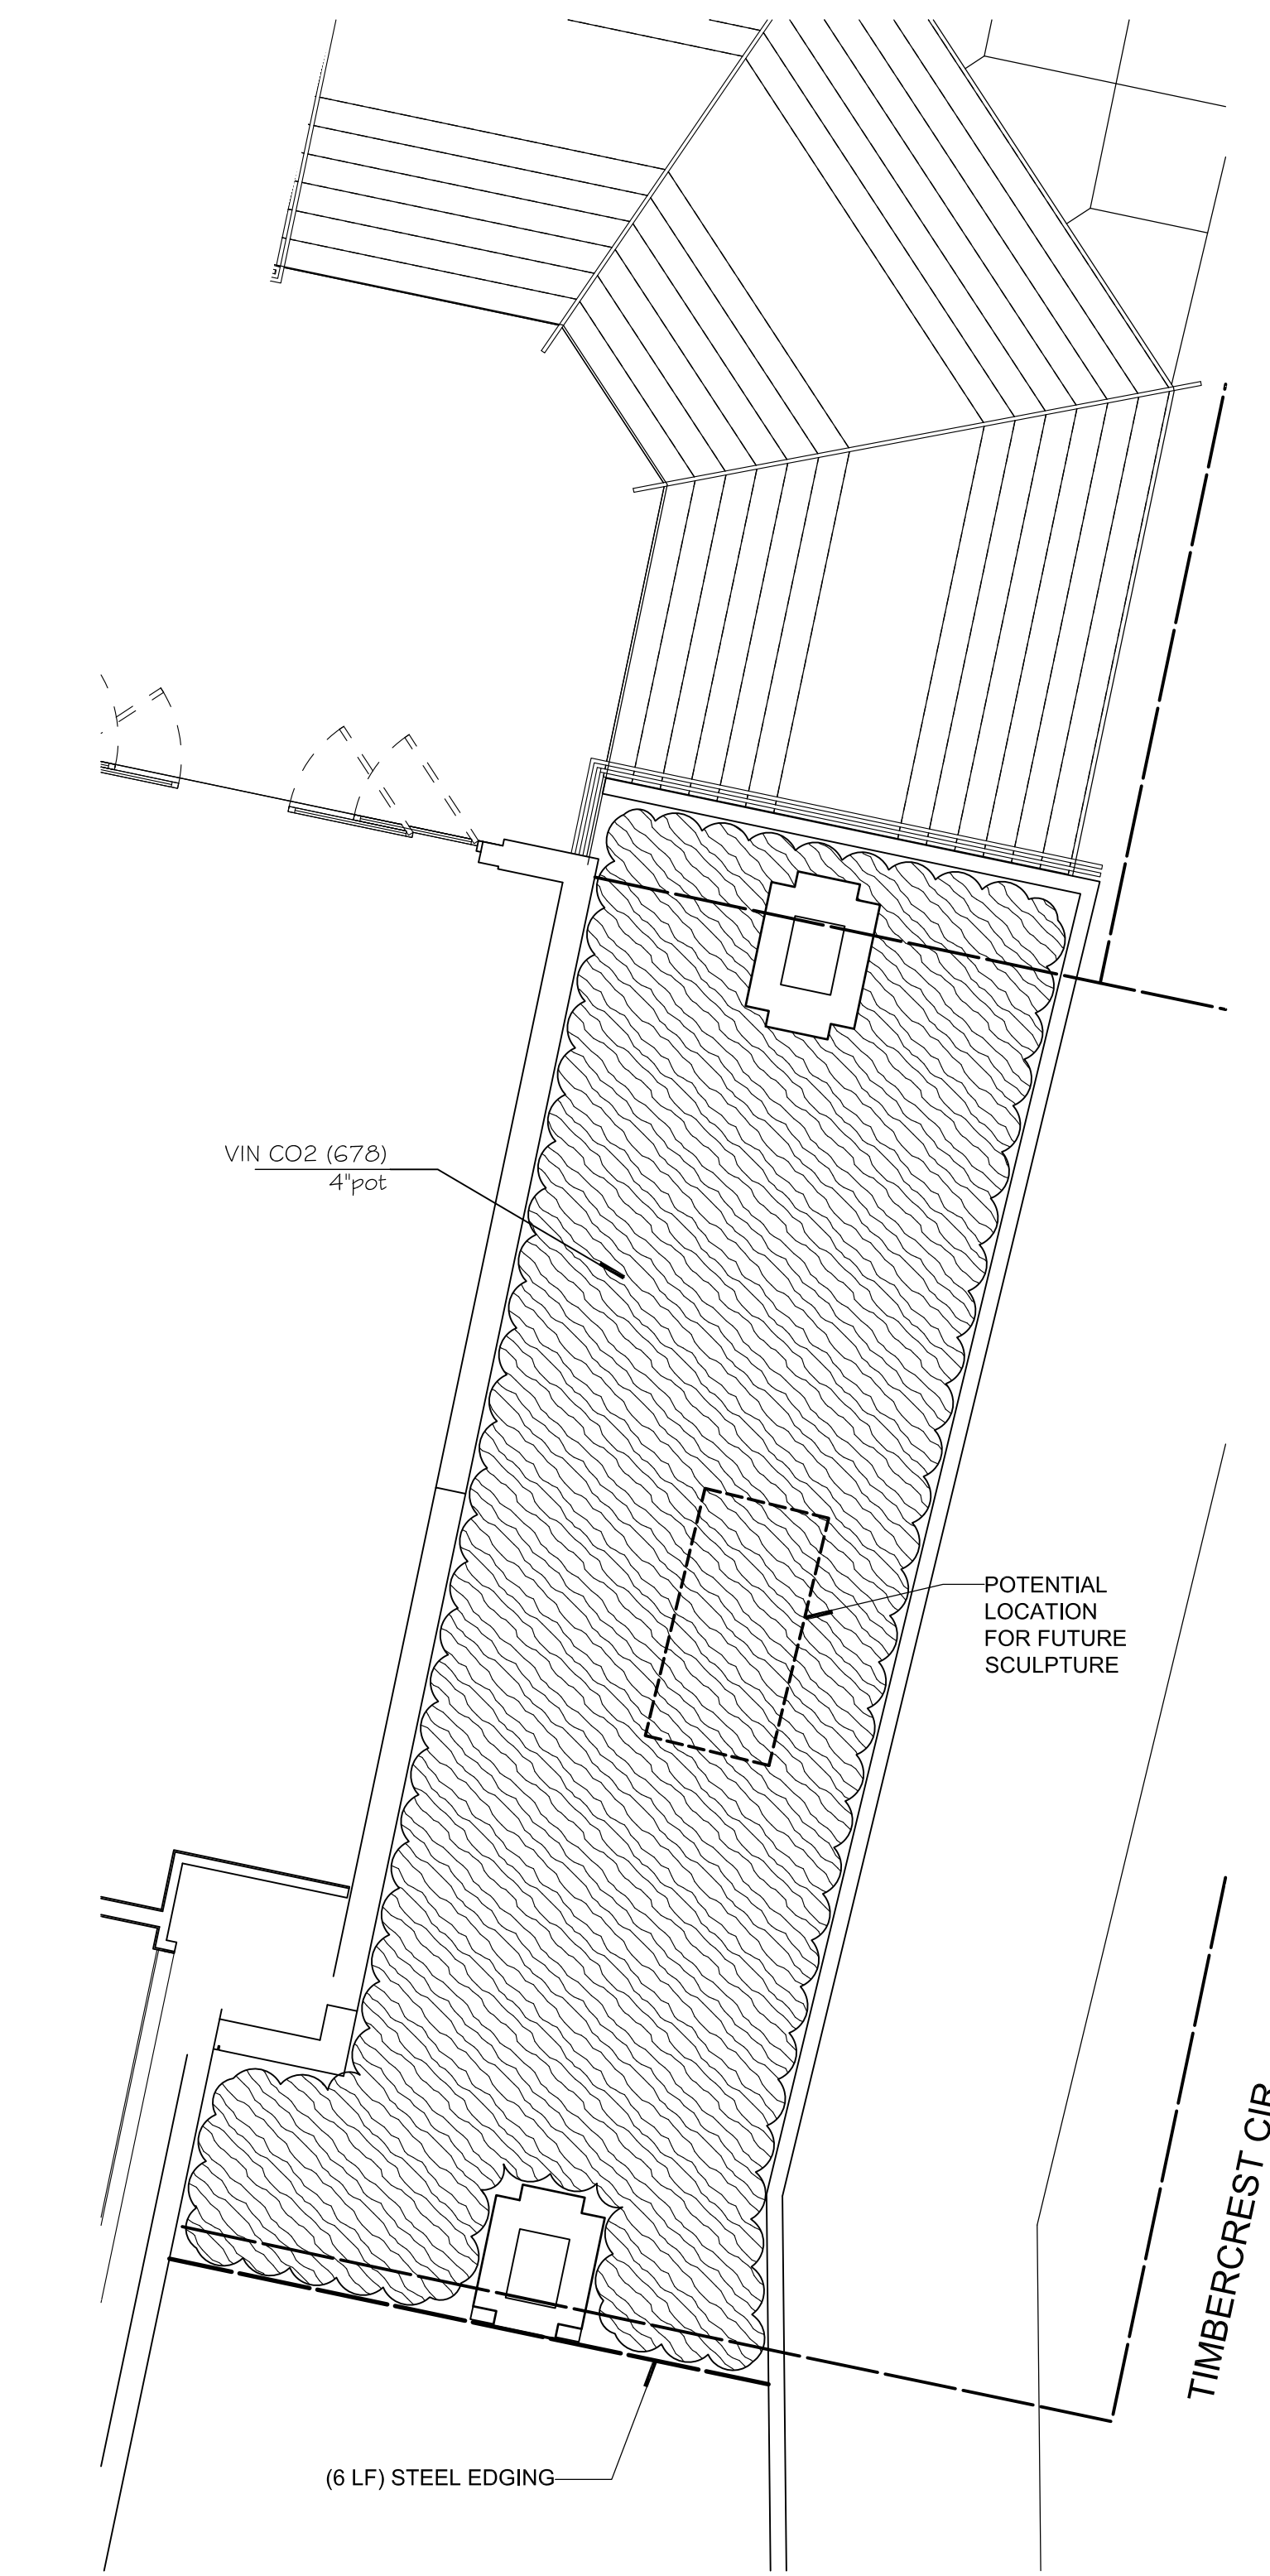 VIN CO2 (678)
4"pot
POTENTIAL
LOCATION
FOR FUTURE
SCULPTURE
TIMBERCREST CIR
(6 LF) STEEL EDGING